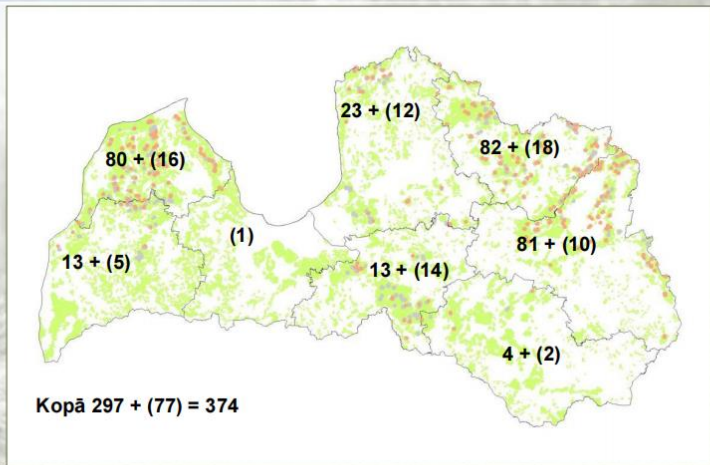 23 + (12)
82 + (18)
80 + (16)
(1)
81 + (10)
13 + (5)
13 + (14)
4 + (2)
Kopā 297 + (77) = 374